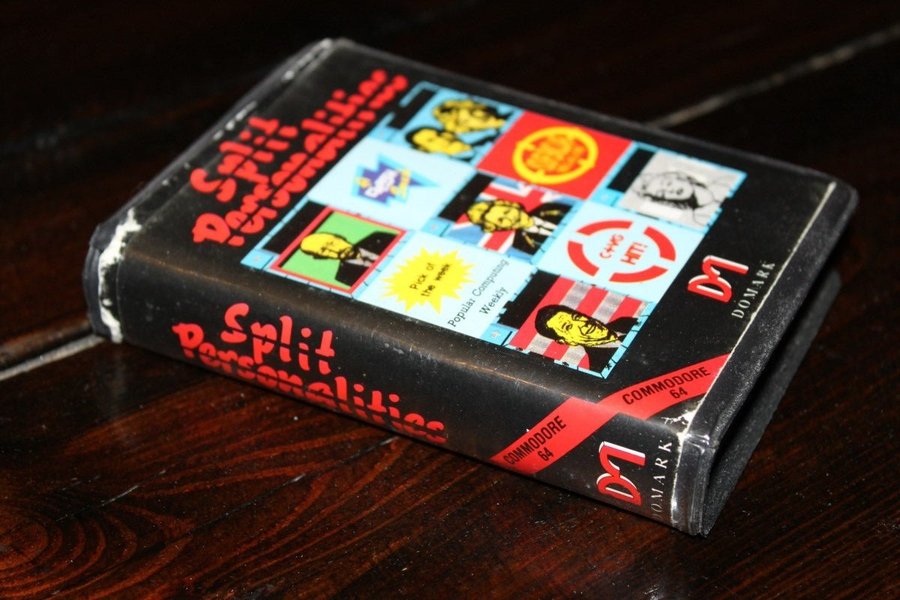 Split
Personalities
Pick of
the week
Popular Computing
Weekly
C+VG
HIT!
DOMARK
COMMODORE
64
Split
Personalities
COMMODORE
64
DOMARK